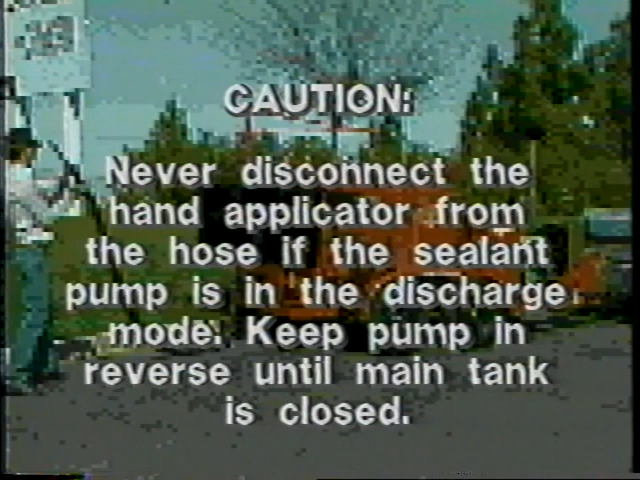 CAUTION:
Never disconnect the
hand applicator from
the hose if the sealant
pump is in the discharge
mode. Keep pump in
reverse until main tank
is closed.